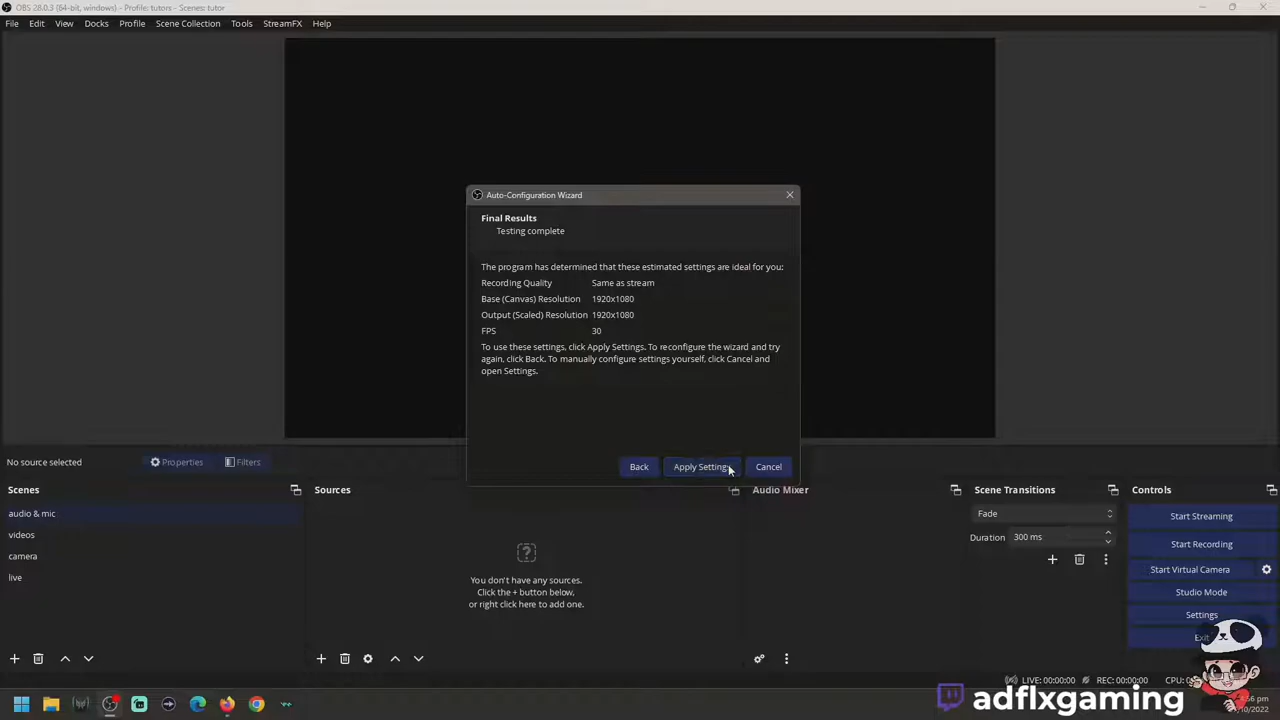 OBS 28.0.3 (64-bit, windows) - Profile: tutors - Scenes: tutor
File Edit View Docks Profile Scene Collection Tools StreamFX Help
Auto-Configuration Wizard
Final Results
Testing complete
The program has determined that these estimated settings are ideal for you:
Recording Quality Same as stream
Base (Canvas) Resolution 1920x1080
Output (Scaled) Resolution 1920x1080
FPS 30
To use these settings, click Apply Settings. To reconfigure the wizard and try
again, click Back. To manually configure settings yourself, click Cancel and
open Settings.
Back Apply Settings Cancel
No source selected Properties Filters
Scenes
audio & mic
videos
camera
live
Sources
You don't have any sources.
Click the + button below,
or right click here to add one.
Audio Mixer
Scene Transitions
Fade
Duration 300 ms
Controls
Start Streaming
Start Recording
Start Virtual Camera
Studio Mode
Settings
LIVE: 00:00:00 REC: 00:00:00 CPU:
adflxgaming